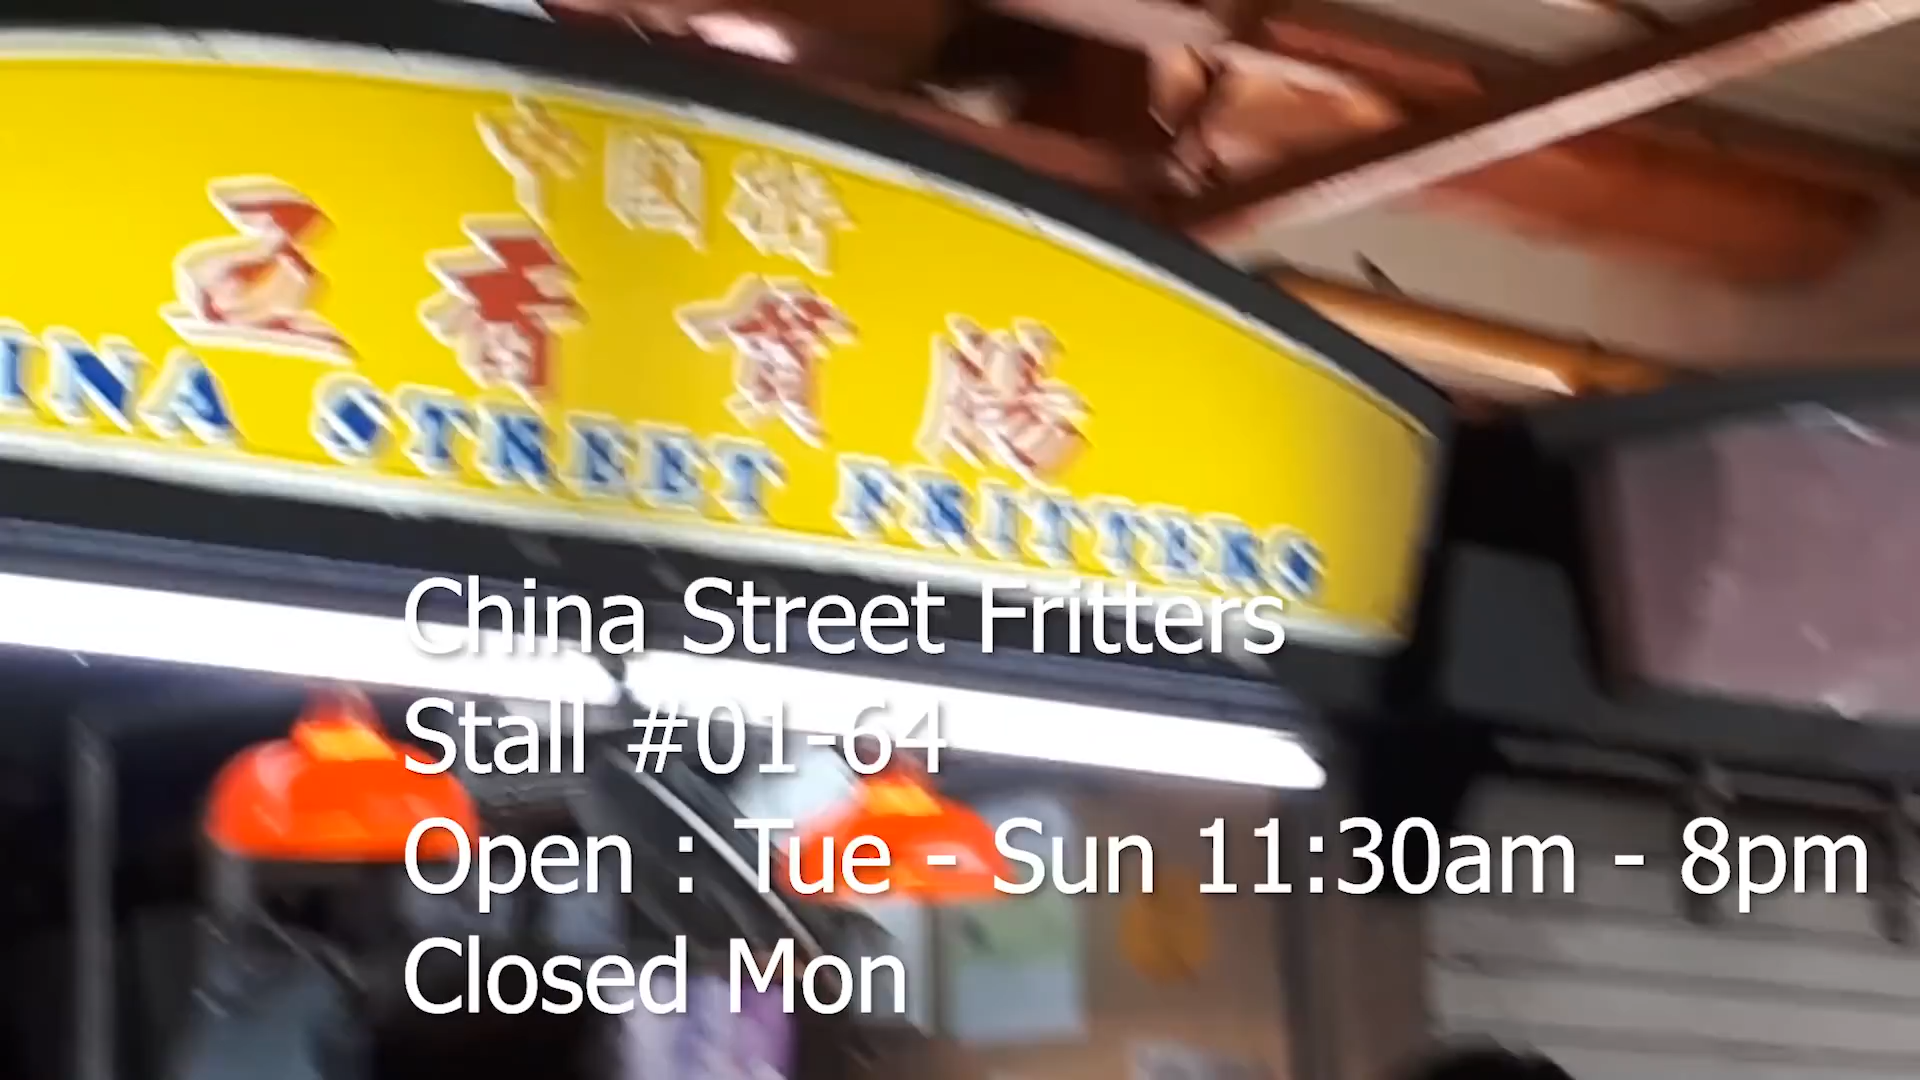 中國街
五香實腸
INA STREET FRITTERS
China Street Fritters
Stall #01-64
Open : Tue - Sun 11:30am - 8pm
Closed Mon